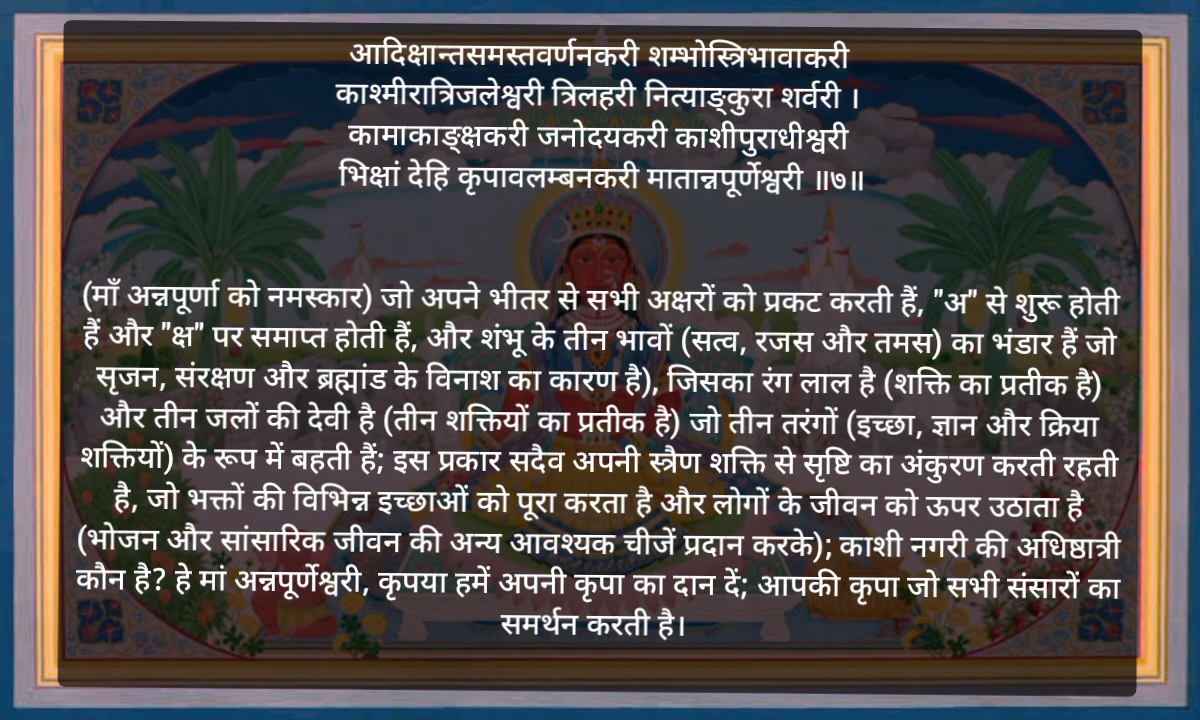 आदिक्षान्तसमस्तवर्णनकरी शम्भोस्त्रिभावाकरी
काश्मीरात्रिजलेश्वरी त्रिलहरी नित्याङ्कुरा शर्वरी ।
कामाकाङ्क्षकरी जनोदयकरी काशीपुराधीश्वरी
भिक्षां देहि कृपावलम्बनकरी मातान्नपूर्णेश्वरी ॥७॥
(माँ अन्नपूर्णा को नमस्कार) जो अपने भीतर से सभी अक्षरों को प्रकट करती हैं, "अ" से शुरू होती
हैं और "क्ष" पर समाप्त होती हैं, और शंभू के तीन भावों (सत्व, रजस और तमस) का भंडार हैं जो
सृजन, संरक्षण और ब्रह्मांड के विनाश का कारण है), जिसका रंग लाल है (शक्ति का प्रतीक है)
और तीन जलों की देवी है (तीन शक्तियों का प्रतीक है) जो तीन तरंगों (इच्छा, ज्ञान और क्रिया
शक्तियों) के रूप में बहती हैं; इस प्रकार सदैव अपनी स्त्रैण शक्ति से सृष्टि का अंकुरण करती रहती
है, जो भक्तों की विभिन्न इच्छाओं को पूरा करता है और लोगों के जीवन को ऊपर उठाता है
(भोजन और सांसारिक जीवन की अन्य आवश्यक चीजें प्रदान करके); काशी नगरी की अधिष्ठात्री
कौन है? हे मां अन्नपूर्णेश्वरी, कृपया हमें अपनी कृपा का दान दें; आपकी कृपा जो सभी संसारों का
समर्थन करती है।